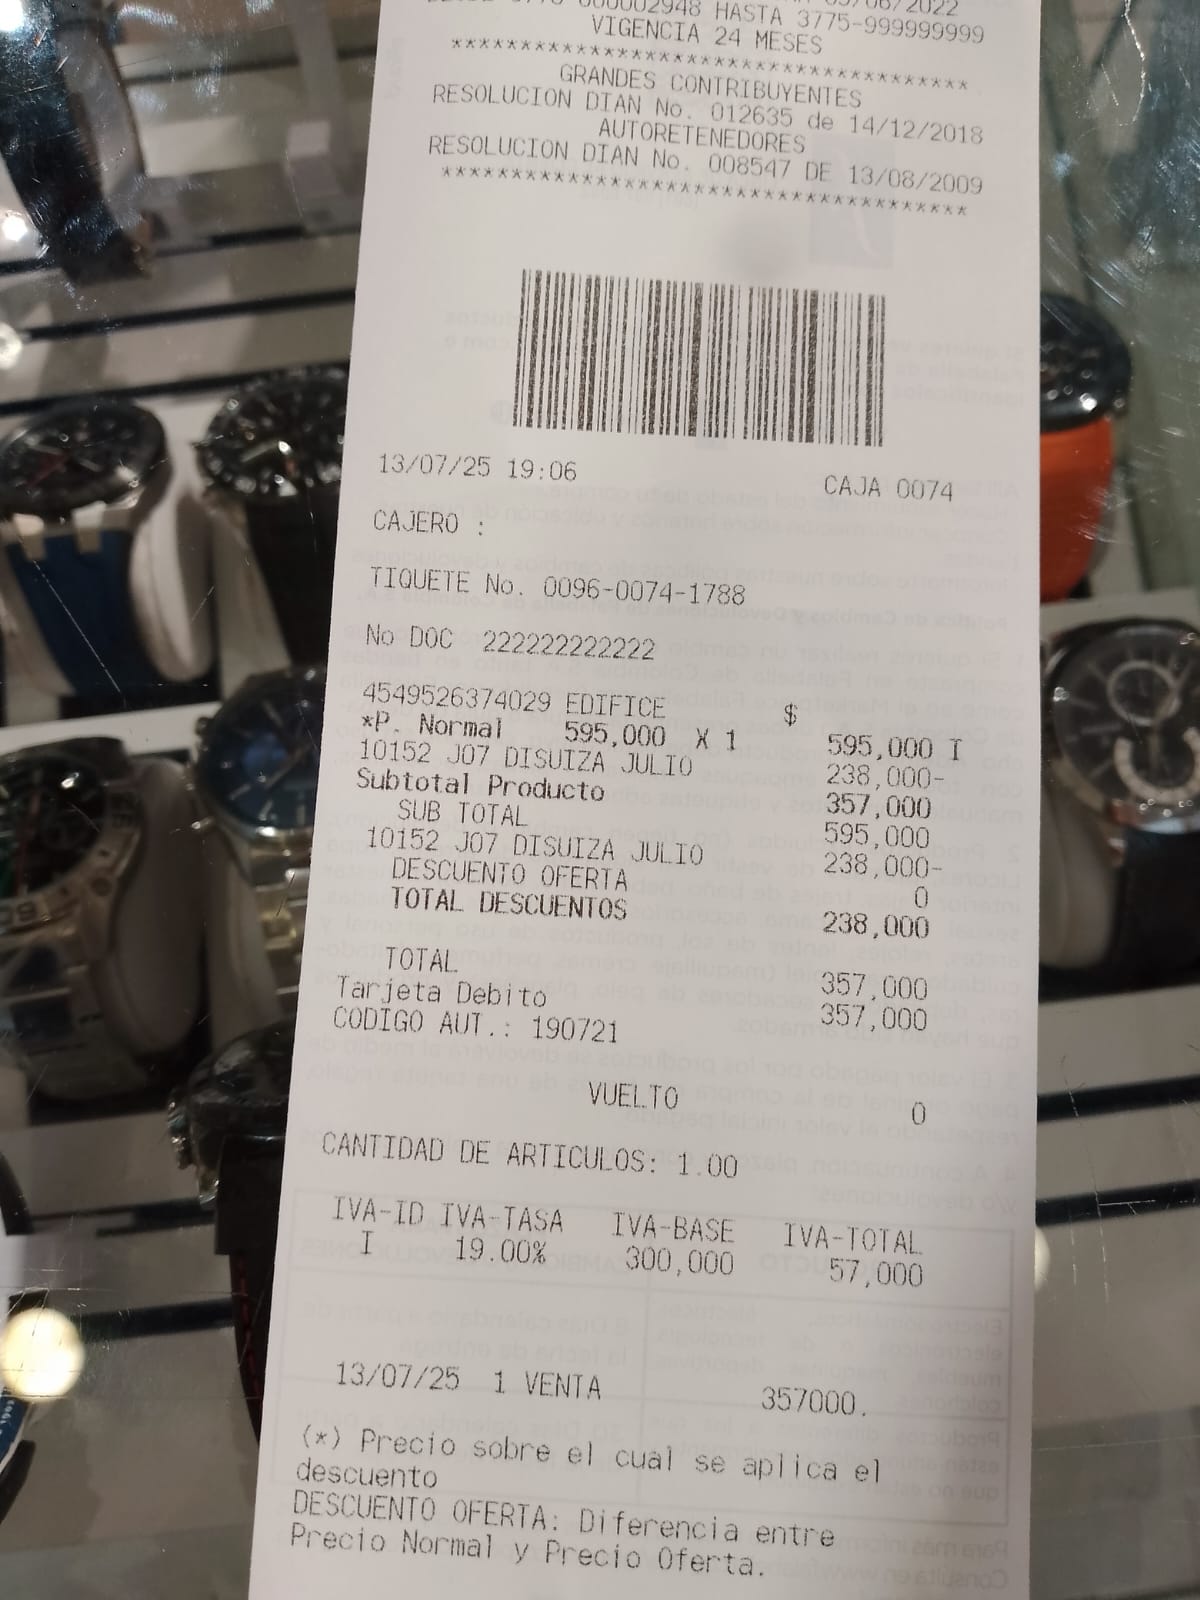 000002948 HASTA 3775-999999999
VIGENCIA 24 MESES
**************************************
GRANDES CONTRIBUYENTES
RESOLUCION DIAN No. 012635 de 14/12/2018
AUTORETENEDORES
RESOLUCION DIAN No. 008547 DE 13/08/2009
**************************************
13/07/25 19:06 CAJA 0074
CAJERO :
TIQUETE No. 0096-0074-1788
No DOC 222222222222
4549526374029 EDIFICE $
*P. Normal 595,000 X 1 595,000 I
10152 J07 DISUIZA JULIO 238,000-
Subtotal Producto 357,000
SUB TOTAL 595,000
10152 J07 DISUIZA JULIO 238,000-
DESCUENTO OFERTA 0
TOTAL DESCUENTOS 238,000
TOTAL 357,000
Tarjeta Debito 357,000
CODIGO AUT.: 190721
VUELTO 0
CANTIDAD DE ARTICULOS: 1.00
IVA-ID IVA-TASA IVA-BASE IVA-TOTAL
I 19.00% 300,000 57,000
13/07/25 1 VENTA 357000.
(*) Precio sobre el cual se aplica el
descuento
DESCUENTO OFERTA: Diferencia entre
Precio Normal y Precio Oferta.